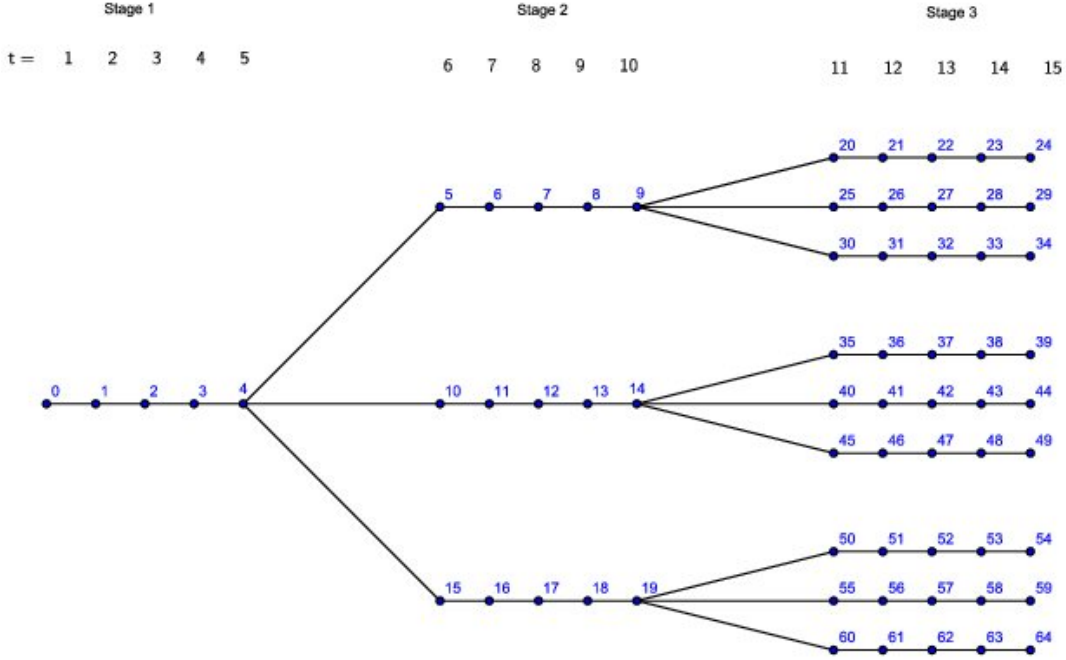 Stage 1 Stage 2 Stage 3
t = 1 2 3 4 5 6 7 8 9 10 11 12 13 14 15
20 21 22 23 24
5 6 7 8 9 25 26 27 28 29
30 31 32 33 34
35 36 37 38 39
0 1 2 3 4 10 11 12 13 14 40 41 42 43 44
45 46 47 48 49
50 51 52 53 54
15 16 17 18 19 55 56 57 58 59
60 61 62 63 64